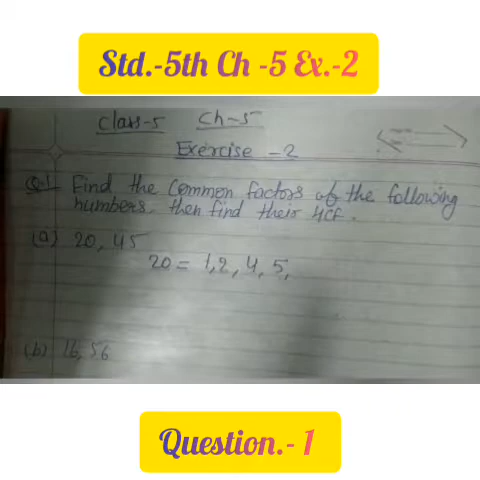 Std.-5th Ch -5 Ex.-2
Class-5 Ch-5
Exercise -2
Q.1 Find the common factors of the following
numbers. then find their HCF.
(a) 20, 45
20 = 1,2, 4, 5,
(b) 16, 56
Question.- 1